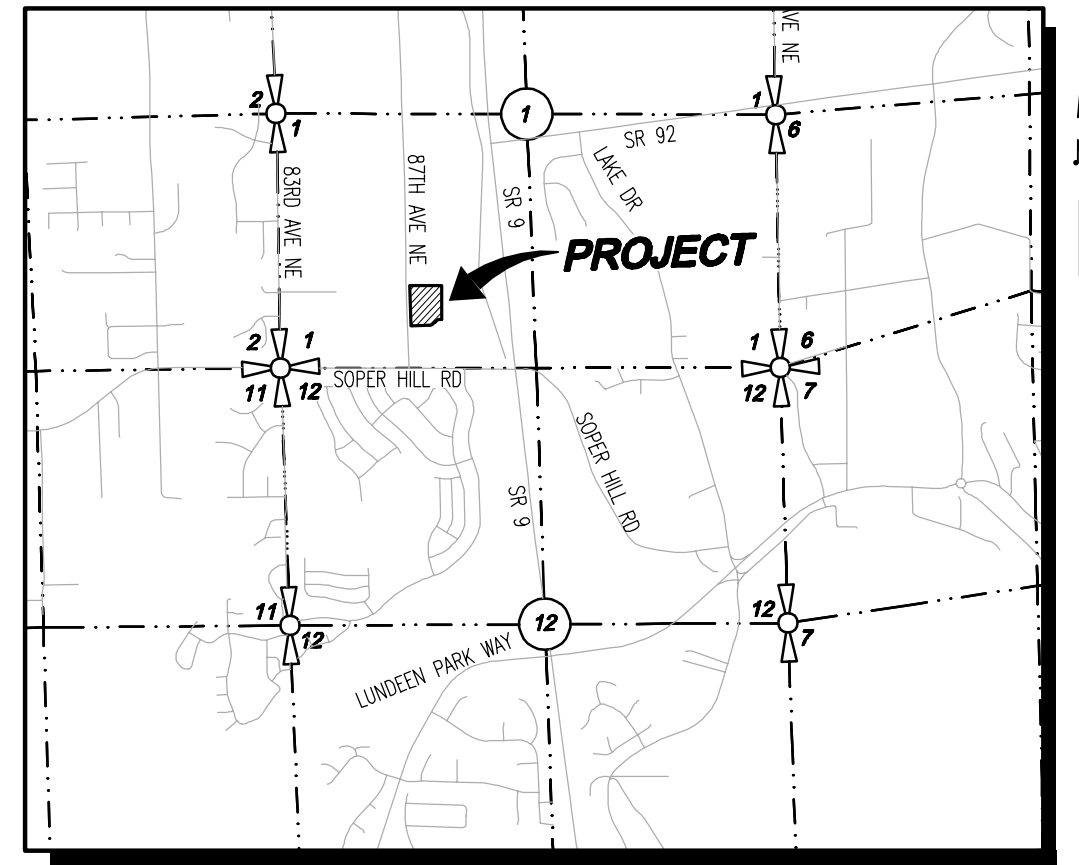 AVE NE
2
1
1
1
6
SR 92
LAKE DR
87TH AVE NE
83RD AVE NE
SR 9
PROJECT
2 1
11 12
1 6
12 7
SOPER HILL RD
SOPER HILL RD
SR 9
11
12
12
12
7
LUNDEEN PARK WAY